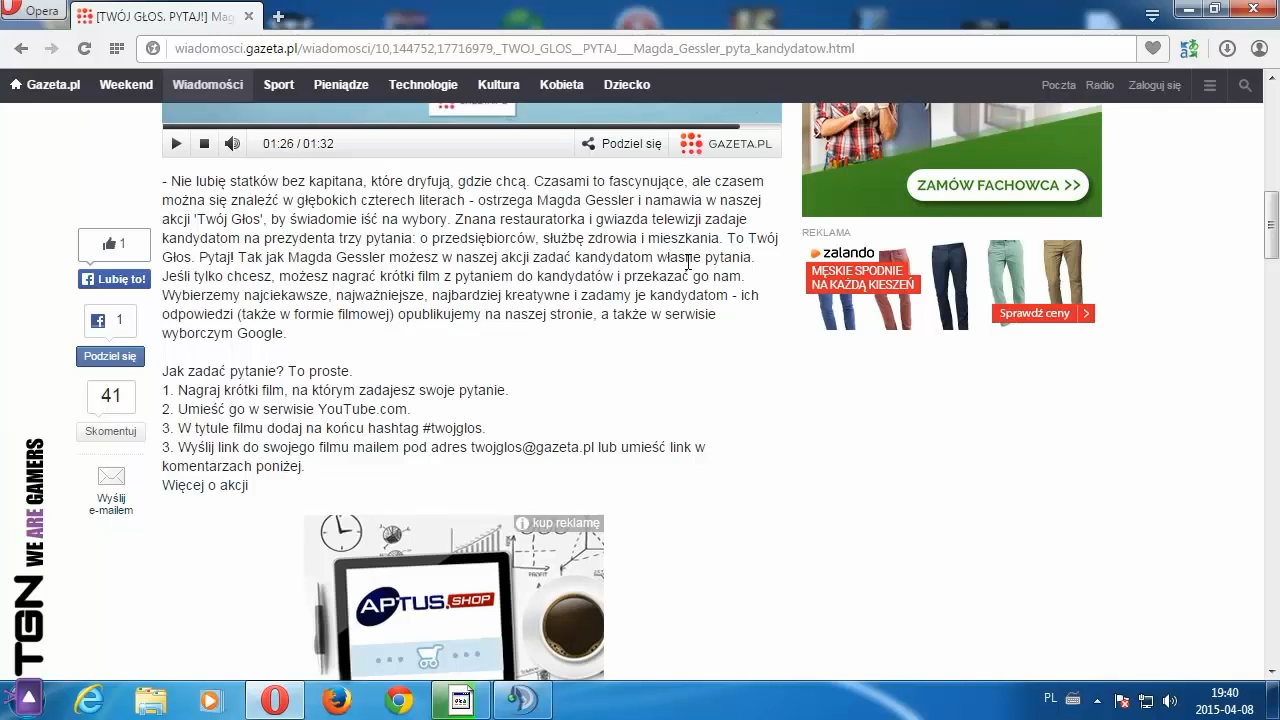 Opera
[TWÓJ GŁOS. PYTAJ!] Mag
wiadomosci.gazeta.pl/wiadomosci/10,144752,17716979,_TWOJ_GLOS__PYTAJ___Magda_Gessler_pyta_kandydatow.html
Gazeta.pl Weekend Wiadomości Sport Pieniądze Technologie Kultura Kobieta Dziecko Poczta Radio Zaloguj się
01:26 / 01:32 Podziel się GAZETA.PL
- Nie lubię statków bez kapitana, które dryfują, gdzie chcą. Czasami to fascynujące, ale czasem
można się znaleźć w głębokich czterech literach - ostrzega Magda Gessler i namawia w naszej
akcji 'Twój Głos', by świadomie iść na wybory. Znana restauratorka i gwiazda telewizji zadaje
kandydatom na prezydenta trzy pytania: o przedsiębiorców, służbę zdrowia i mieszkania. To Twój
Głos. Pytaj! Tak jak Magda Gessler możesz w naszej akcji zadać kandydatom własne pytania.
Jeśli tylko chcesz, możesz nagrać krótki film z pytaniem do kandydatów i przekazać go nam.
Wybierzemy najciekawsze, najważniejsze, najbardziej kreatywne i zadamy je kandydatom - ich
odpowiedzi (także w formie filmowej) opublikujemy na naszej stronie, a także w serwisie
wyborczym Google.
Jak zadać pytanie? To proste.
1. Nagraj krótki film, na którym zadajesz swoje pytanie.
2. Umieść go w serwisie YouTube.com.
3. W tytule filmu dodaj na końcu hashtag #twojglos.
3. Wyślij link do swojego filmu mailem pod adres twojglos@gazeta.pl lub umieść link w
komentarzach poniżej.
Więcej o akcji
1
Lubię to!
1
Podziel się
41
Skomentuj
Wyślij
e-mailem
WE ARE GAMERS
TGN
ZAMÓW FACHOWCA >>
REKLAMA
zalando
MĘSKIE SPODNIE
NA KAŻDĄ KIESZEŃ
Sprawdź ceny >
kup reklamę
PROFIT
APTUS.SHOP
PL
19:40
2015-04-08